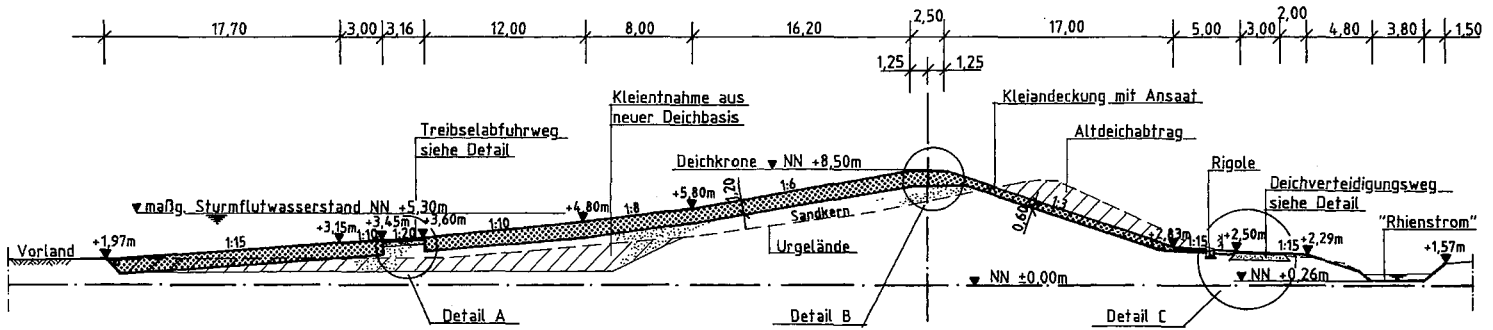 17,70 3,00 3,16 12,00 8,00 16,20 2,50 17,00 5,00 3,00 2,00 4,80 3,80 1,50
1,25 1,25
Kleientnahme aus
neuer Deichbasis
Kleiandeckung mit Ansaat
Treibselabfuhrweg
siehe Detail
Altdeichabtrag
Deichkrone NN +8,50m
Rigole
Deichverteidigungsweg
siehe Detail
maßg. Sturmflutwasserstand NN +5,30m
"Rhienstrom"
Vorland
+1,97m
1:15
+3,15m
1:10
+3,45m
1:20
+3,60m
1:10
+4,80m
1:8
+5,80m
1,20
1:6
Sandkern
Urgelände
0,60
1:3
+2,83m
1:15
+2,50m
1:15
+2,29m
+1,57m
NN ±0,00m
NN +0,26m
Detail A
Detail B
Detail C